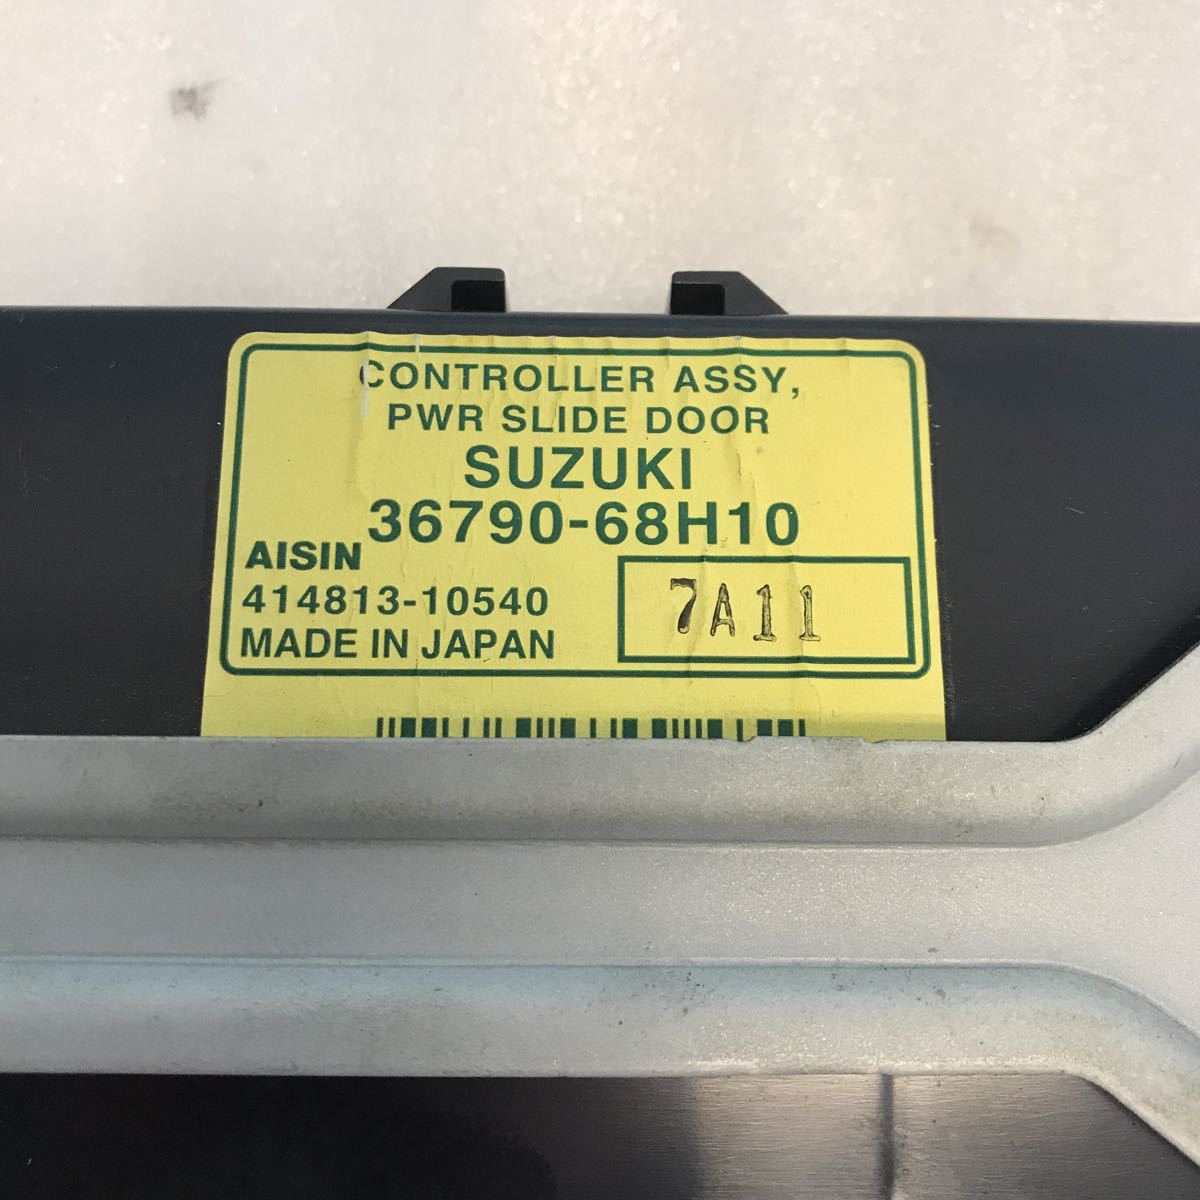 CONTROLLER ASSY,
PWR SLIDE DOOR
SUZUKI
36790-68H10
AISIN
414813-10540
7A11
MADE IN JAPAN